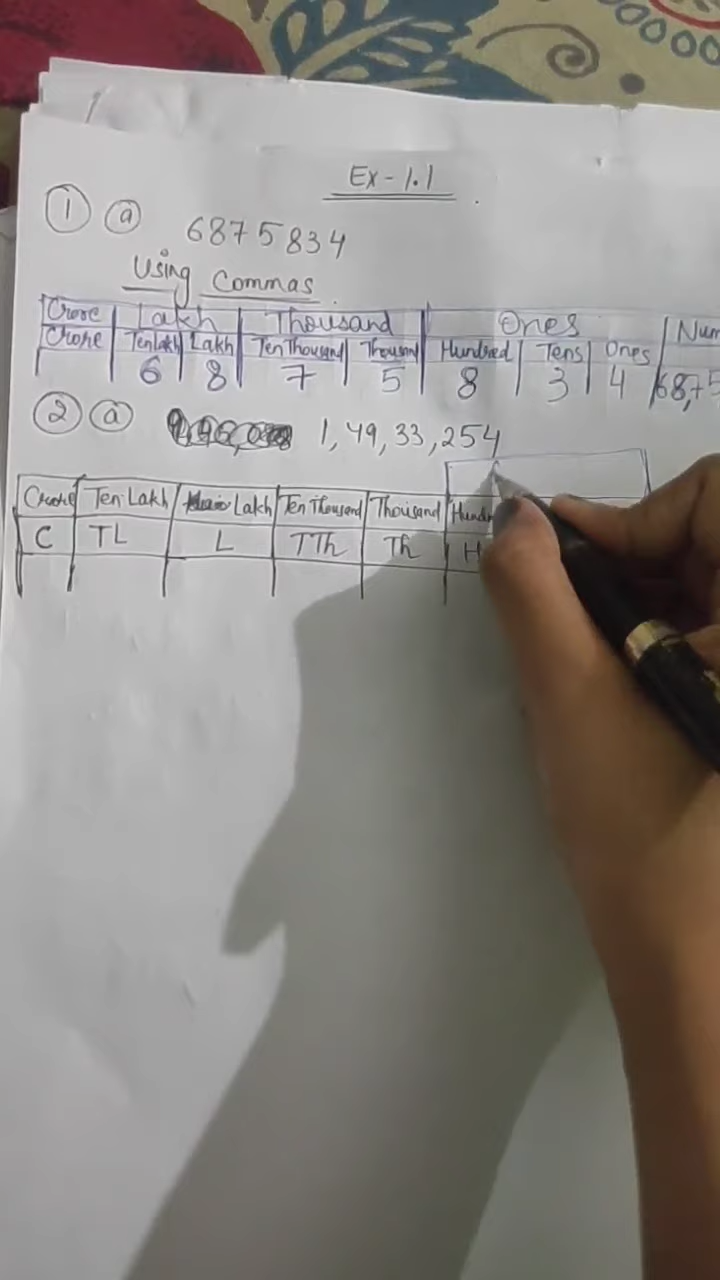 Ex - 1.1
① ⓐ 6875834
Using Commas
Crore Lakh Thousand Ones
Crore Ten Lakh Lakh Ten Thousand Thousand Hundred Tens Ones
6 8 7 5 8 3 4 68,75
② ⓐ 1,49,33,254
Crore Ten Lakh Lakh Ten Thousand Thousand
C TL L TTh Th H